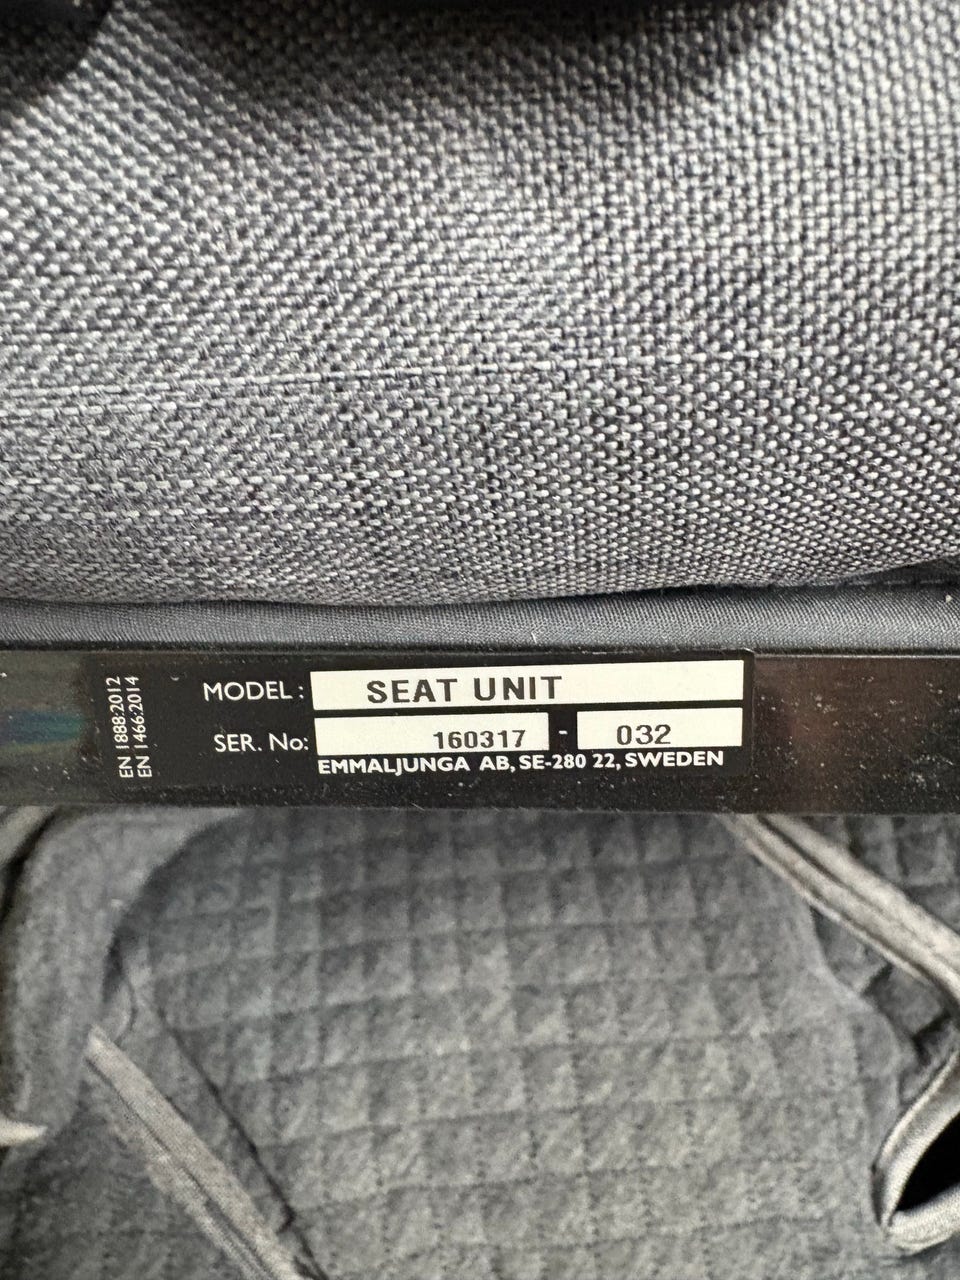 EN 1888:2012
EN 1466:2014
MODEL: SEAT UNIT
SER. No: 160317 - 032
EMMALJUNGA AB, SE-280 22, SWEDEN